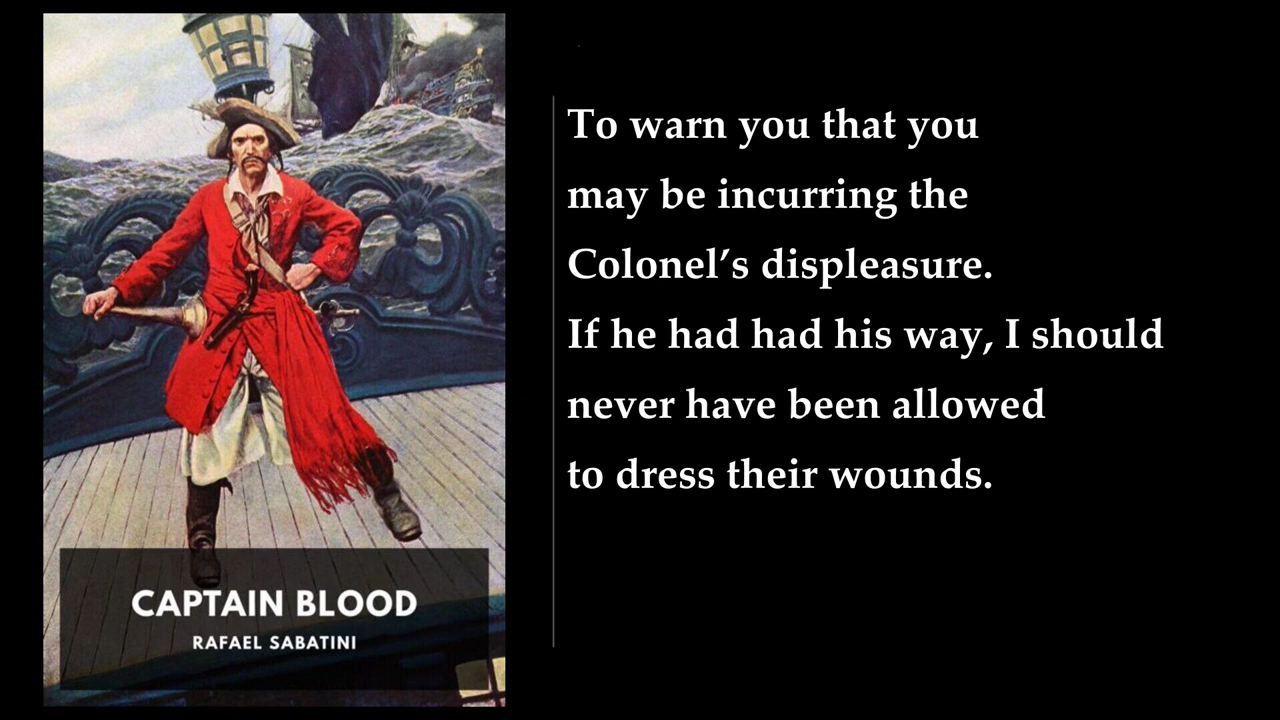 To warn you that you
may be incurring the
Colonel’s displeasure.
If he had had his way, I should
never have been allowed
to dress their wounds.
CAPTAIN BLOOD
RAFAEL SABATINI